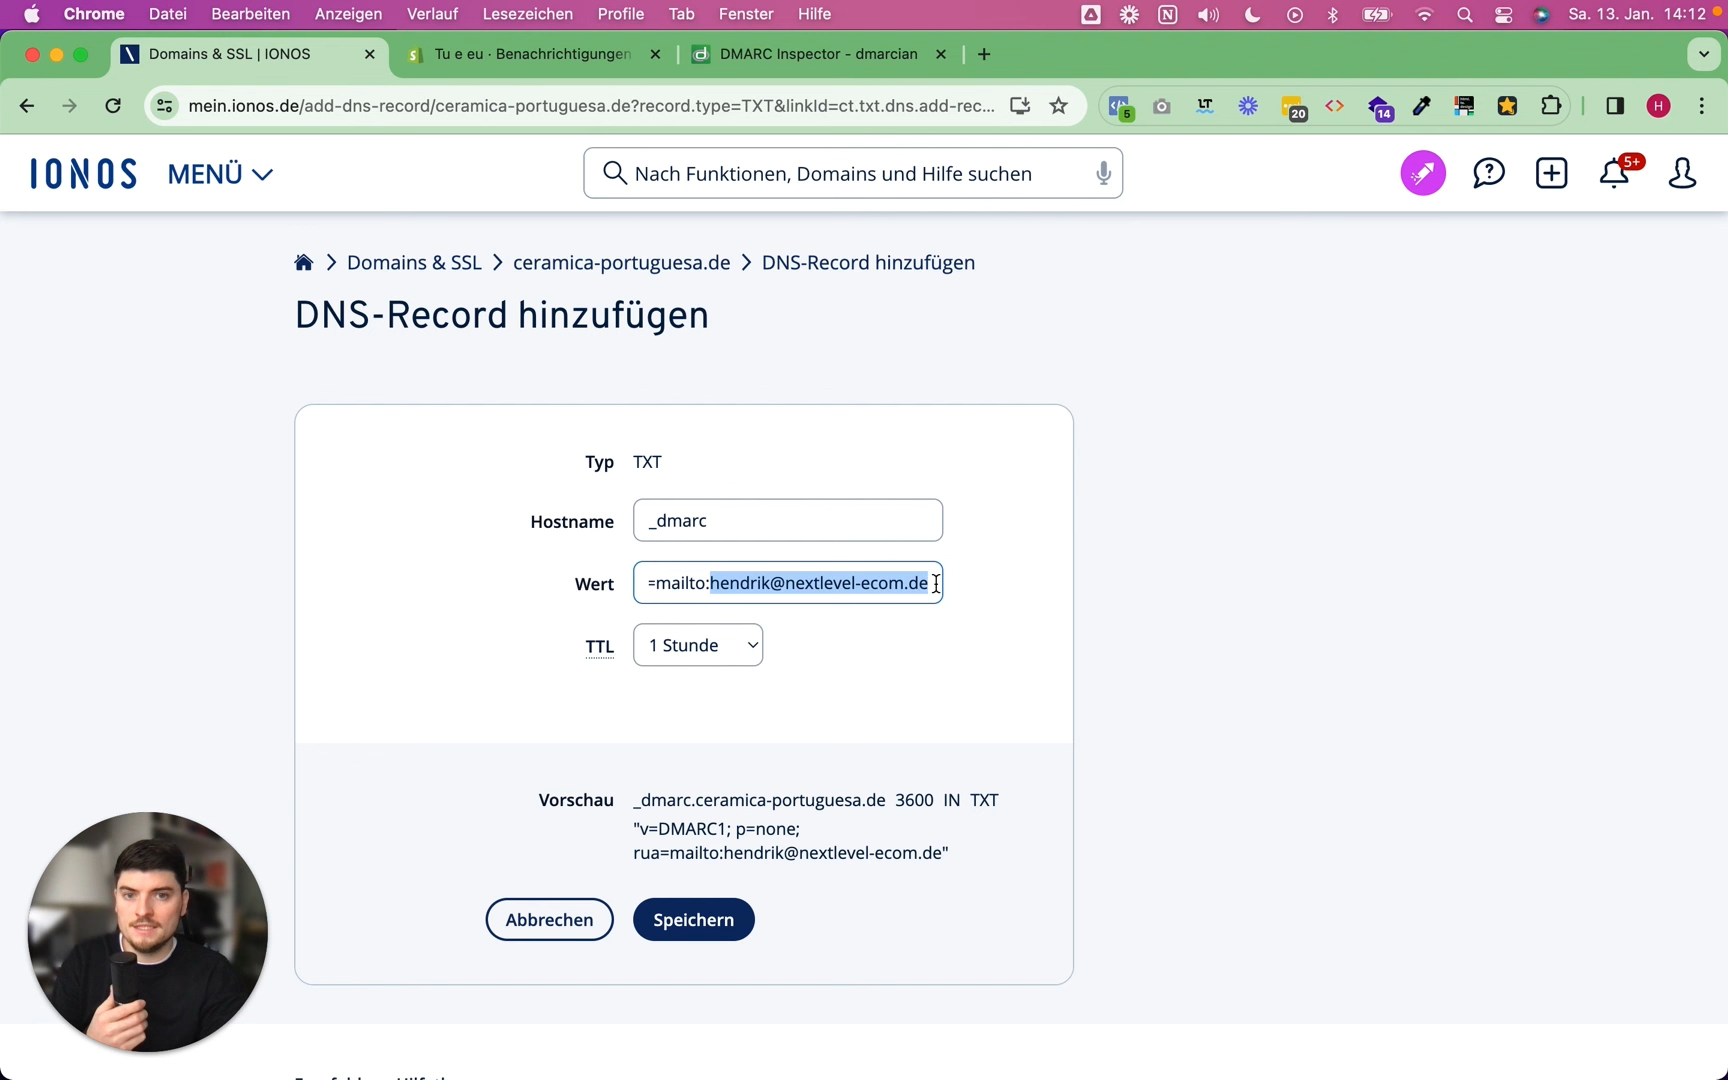 Chrome Datei Bearbeiten Anzeigen Verlauf Lesezeichen Profile Tab Fenster Hilfe Sa. 13. Jan. 14:12
Domains & SSL | IONOS Tu e eu · Benachrichtigungen DMARC Inspector - dmarcian
mein.ionos.de/add-dns-record/ceramica-portuguesa.de?record.type=TXT&linkId=ct.txt.dns.add-rec... 5 LT 20 14 H
IONOS MENÜ Nach Funktionen, Domains und Hilfe suchen 5+
Domains & SSL ceramica-portuguesa.de DNS-Record hinzufügen
DNS-Record hinzufügen
Typ TXT
Hostname _dmarc
Wert =mailto:hendrik@nextlevel-ecom.de
TTL 1 Stunde
Vorschau _dmarc.ceramica-portuguesa.de 3600 IN TXT
"v=DMARC1; p=none;
rua=mailto:hendrik@nextlevel-ecom.de"
Abbrechen Speichern